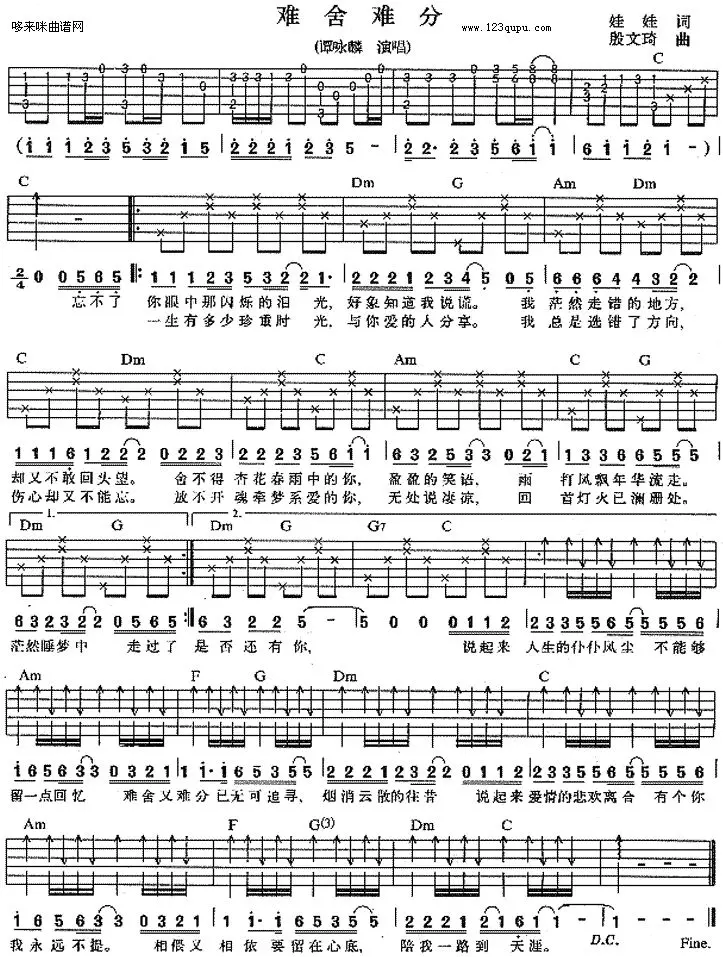 哆来咪曲谱网
难舍难分
www.123qupu.com
娃娃 词
(谭咏麟 演唱)
殷文琦 曲
C
(1 1 1 2 3 5 3 2 1 5 | 2 2 2 1 2 3 5 - | 2 2· 2 3 5 6 1 1 | 6 1 1 2 1 - )
C Dm G Am Dm
2/4 0 0 5 6 5 : 1 1 1 2 3 5 3 2 2 1· | 2 2 2 1 2 3 4 5 0 5 | 6 6 6 5 4 4 3 2 2
忘不了 你眼中那闪烁的泪 光,好象知道我说谎。 我 茫然走错的地方,
一生有多少珍重时 光,与你爱的人分享。 我 总是选错了方向,
C Dm C Am C G
1 1 1 6 1 2 2 2 0 2 2 3 | 2 2 2 3 5 6 1 1 | 6 3 2 5 3 3 0 2 | 1 3 3 6 5 5
却又不敢回头望。 舍不得 杏花春雨中的你, 盈盈的笑语, 雨 打风飘年华流走。
伤心却又不能忘。 放不开 魂牵梦系爱的你, 无处说凄凉, 回 首灯火已阑珊处。
1. 2.
Dm G Dm G G7 C
6 3 2 3 2 2 0 5 6 5 : 6 3 2 2 5 - | 5 0 0 0 1 1 2 | 2 3 3 5 5 6 5 5 5 5 6
茫然睡梦中 走过了 是否还有你, 说起来 人生的仆仆风尘 不能够
Am F G Dm C
1 6 5 6 3 3 0 3 2 1 | 1 1·1 6 5 3 5 5 | 2 2 2 1 2 3 2 2 0 1 1 2 | 2 3 3 5 5 6 5 5 5 5 6
留一点回忆 难舍又难分已无可追寻, 烟消云散的往昔 说起来爱情的悲欢离合 有个你
Am F G(3) Dm C
1 6 5 6 3 3 0 3 2 1 | 1 1·1 6 5 3 5 5 | 2 2 2 1 2 1 6 1 1 | 1 -
我永远不提。 相偎又 相依要留在心底, 陪我一路到 天涯。 D.C. Fine.